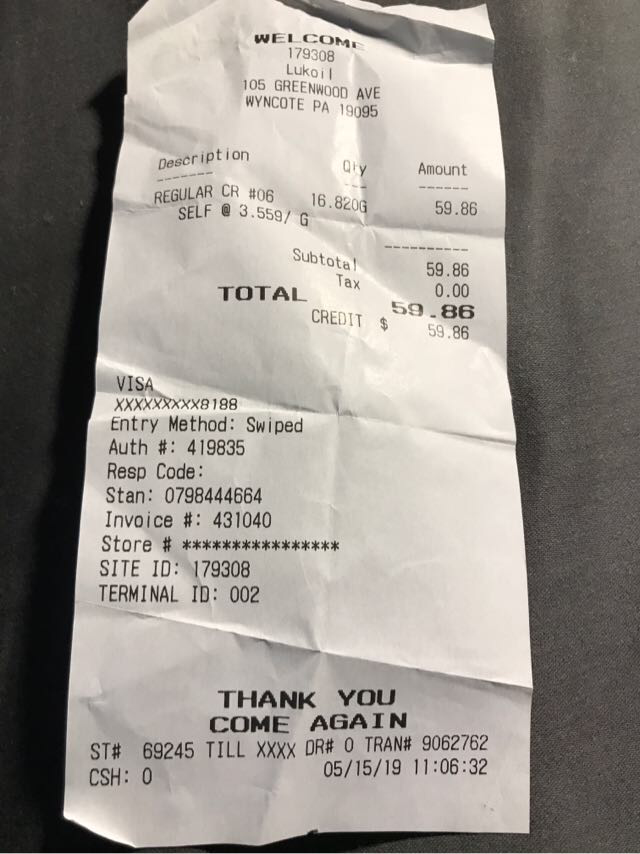 WELCOME
179308
Lukoil
105 GREENWOOD AVE
WYNCOTE PA 19095
Description Qty Amount
------- --- ------
REGULAR CR #06 16.820G 59.86
SELF @ 3.559/ G
----------
Subtotal 59.86
Tax 0.00
TOTAL 59.86
CREDIT $ 59.86
VISA
XXXXXXXXX8188
Entry Method: Swiped
Auth #: 419835
Resp Code:
Stan: 0798444664
Invoice #: 431040
Store # ****************
SITE ID: 179308
TERMINAL ID: 002
THANK YOU
COME AGAIN
ST# 69245 TILL XXXX DR# 0 TRAN# 9062762
CSH: 0 05/15/19 11:06:32